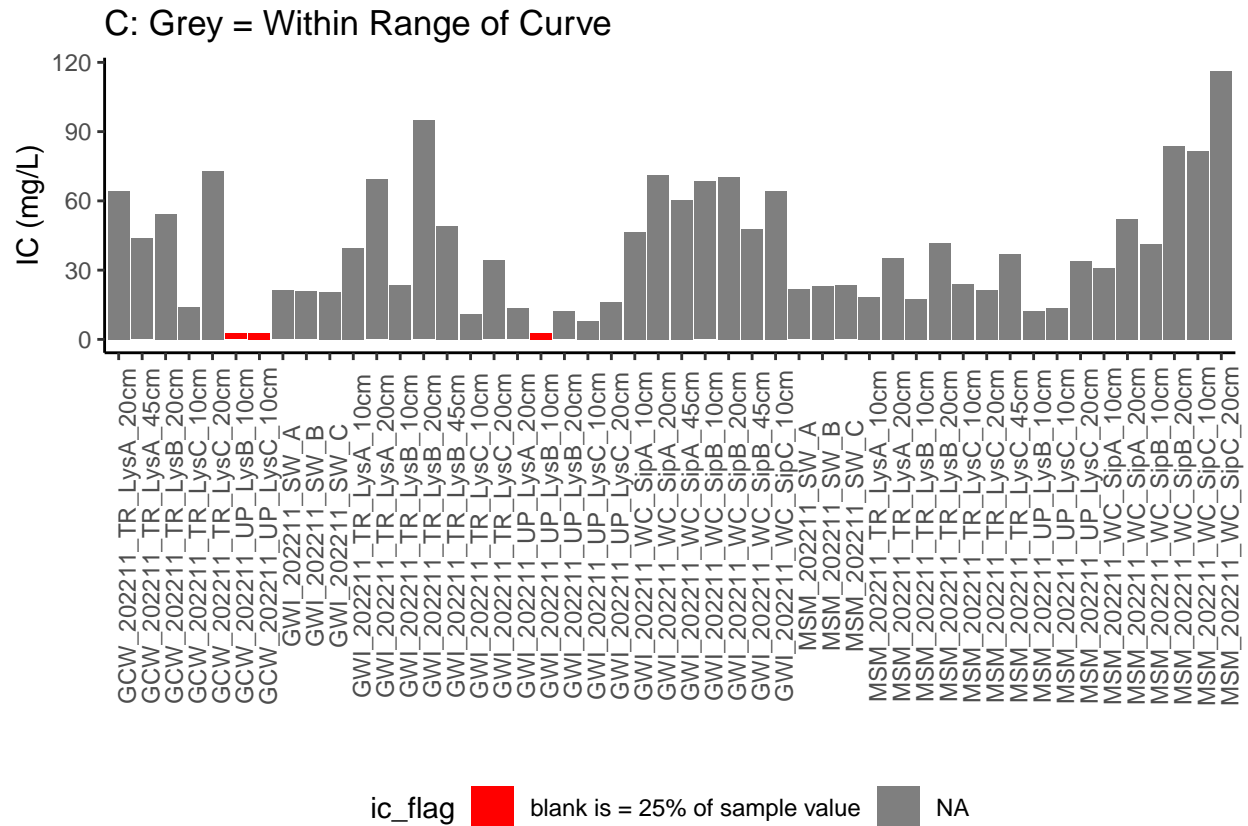 C: Grey = Within Range of Curve
IC (mg/L)
120
90
60
30
0
GCW_202211_TR_LysA_20cm
GCW_202211_TR_LysA_45cm
GCW_202211_TR_LysB_20cm
GCW_202211_TR_LysC_10cm
GCW_202211_TR_LysC_20cm
GCW_202211_UP_LysB_10cm
GCW_202211_UP_LysC_10cm
GWI_202211_SW_A
GWI_202211_SW_B
GWI_202211_SW_C
GWI_202211_TR_LysA_10cm
GWI_202211_TR_LysA_20cm
GWI_202211_TR_LysB_10cm
GWI_202211_TR_LysB_20cm
GWI_202211_TR_LysB_45cm
GWI_202211_TR_LysC_10cm
GWI_202211_TR_LysC_20cm
GWI_202211_UP_LysA_20cm
GWI_202211_UP_LysB_10cm
GWI_202211_UP_LysB_20cm
GWI_202211_UP_LysC_10cm
GWI_202211_UP_LysC_20cm
GWI_202211_WC_SipA_10cm
GWI_202211_WC_SipA_20cm
GWI_202211_WC_SipA_45cm
GWI_202211_WC_SipB_10cm
GWI_202211_WC_SipB_20cm
GWI_202211_WC_SipB_45cm
GWI_202211_WC_SipC_10cm
MSM_202211_SW_A
MSM_202211_SW_B
MSM_202211_SW_C
MSM_202211_TR_LysA_10cm
MSM_202211_TR_LysA_20cm
MSM_202211_TR_LysB_10cm
MSM_202211_TR_LysB_20cm
MSM_202211_TR_LysC_10cm
MSM_202211_TR_LysC_20cm
MSM_202211_TR_LysC_45cm
MSM_202211_UP_LysB_10cm
MSM_202211_UP_LysC_10cm
MSM_202211_UP_LysC_20cm
MSM_202211_WC_SipA_10cm
MSM_202211_WC_SipA_20cm
MSM_202211_WC_SipB_10cm
MSM_202211_WC_SipB_20cm
MSM_202211_WC_SipC_10cm
MSM_202211_WC_SipC_20cm
ic_flag blank is = 25% of sample value NA